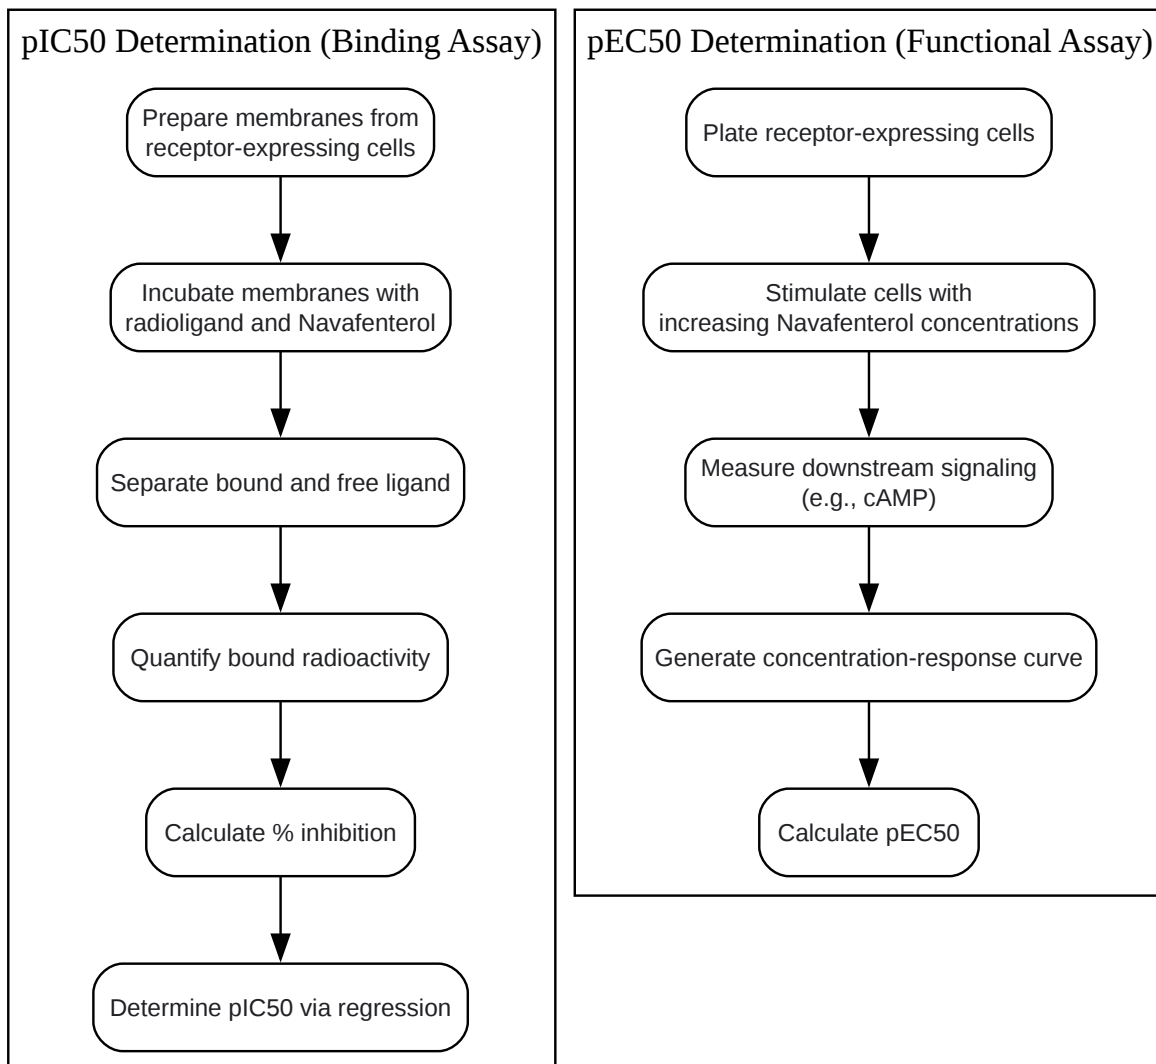 pIC50 Determination (Binding Assay)
Prepare membranes from
receptor-expressing cells
Incubate membranes with
radioligand and Navafenterol
Separate bound and free ligand
Quantify bound radioactivity
Calculate % inhibition
Determine pIC50 via regression
pEC50 Determination (Functional Assay)
Plate receptor-expressing cells
Stimulate cells with
increasing Navafenterol concentrations
Measure downstream signaling
(e.g., cAMP)
Generate concentration-response curve
Calculate pEC50